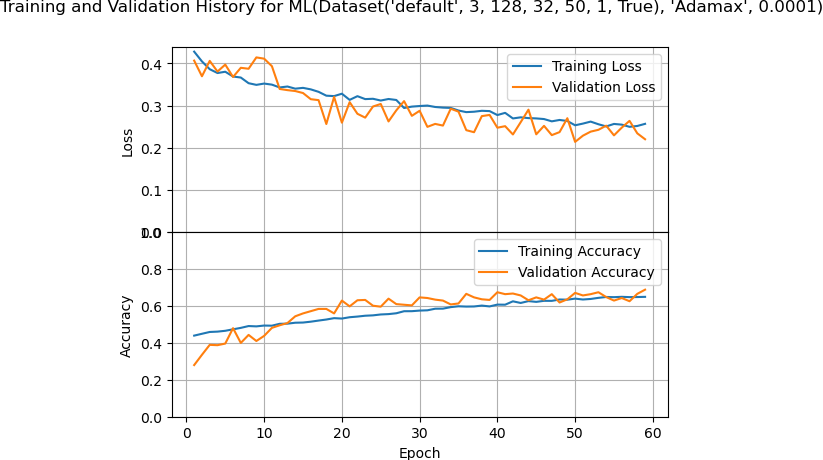 Training and Validation History for ML(Dataset('default', 3, 128, 32, 50, 1, True), 'Adamax', 0.0001)
0.4
0.3
0.2
0.1
0.0
Loss
Training Loss
Validation Loss
1.0
0.8
0.6
0.4
0.2
0.0
Accuracy
Training Accuracy
Validation Accuracy
0 10 20 30 40 50 60
Epoch